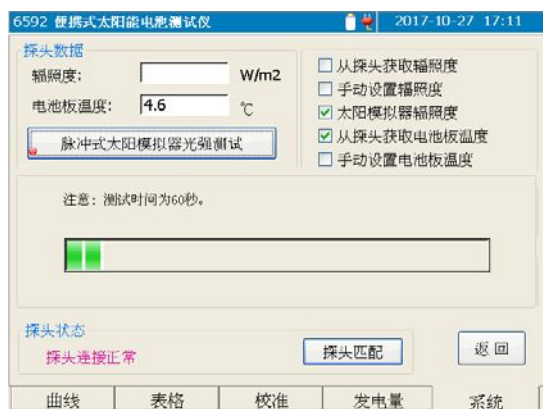 6592 便携式太阳能电池测试仪 2017-10-27 17:11
探头数据
辐照度: W/m2
电池板温度: 4.6 ℃
脉冲式太阳模拟器光强测试
从探头获取辐照度
手动设置辐照度
太阳模拟器辐照度
从探头获取电池板温度
手动设置电池板温度
注意: 测试时间为60秒。
探头状态
探头连接正常
探头匹配
返回
曲线 表格 校准 发电量 系统